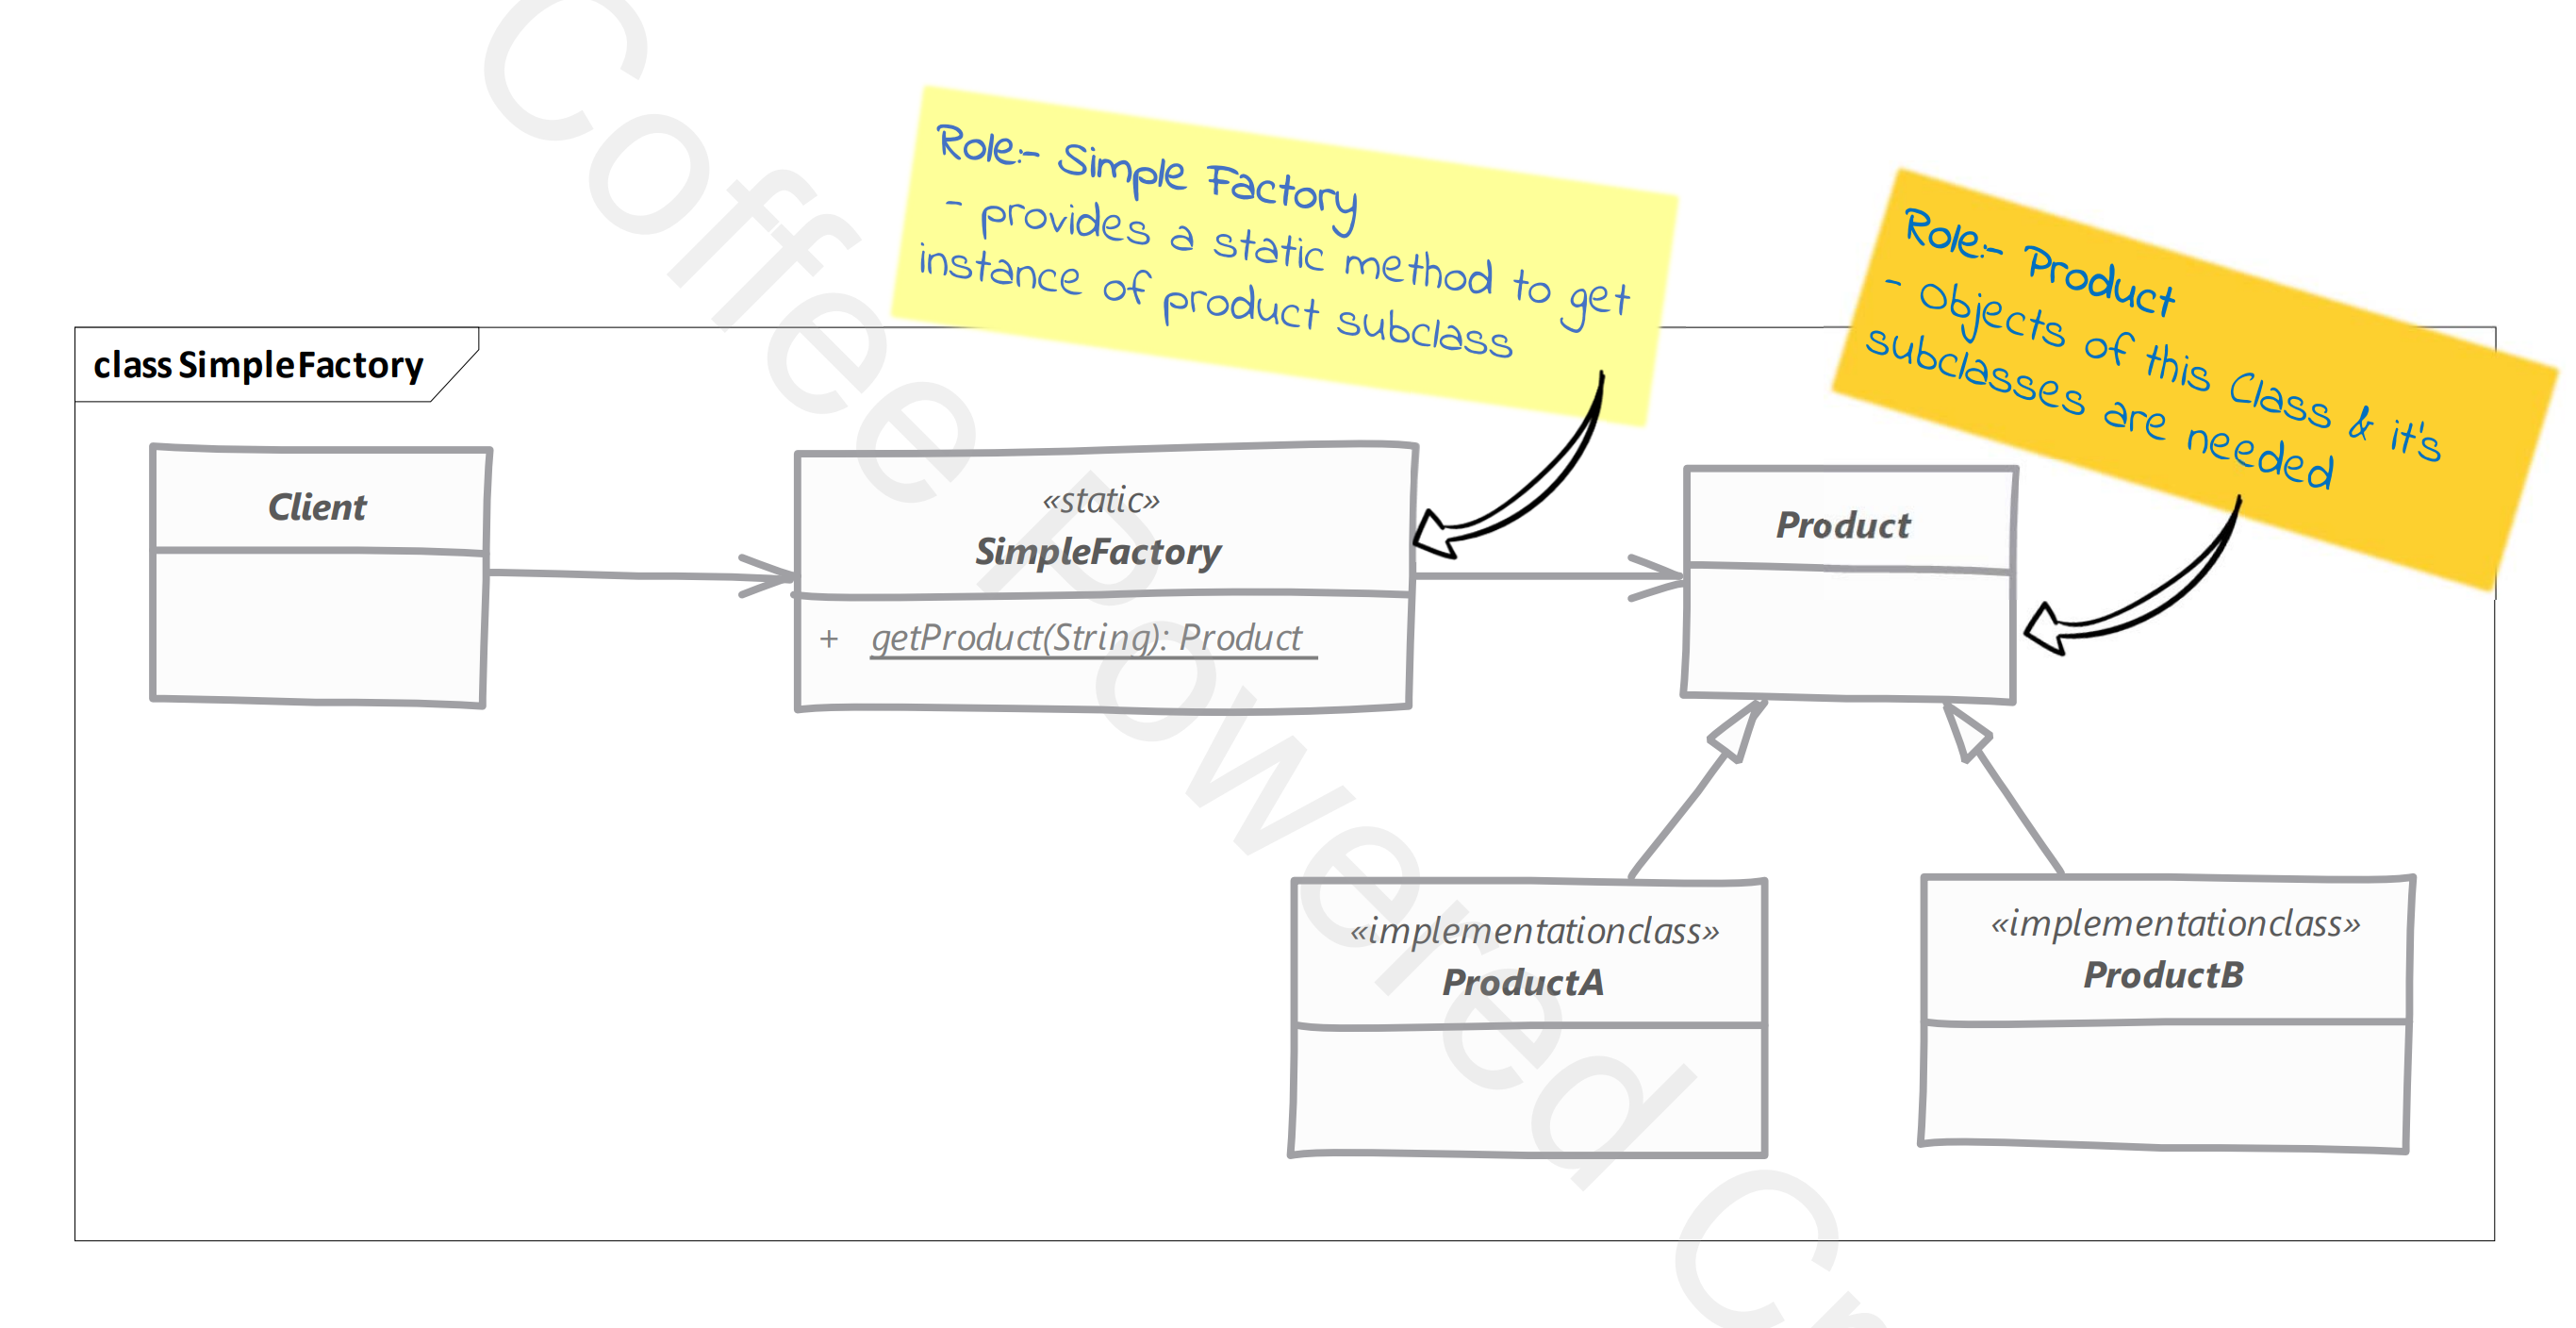 Role:- Simple Factory
- provides a static method to get
instance of product subclass
Role:- Product
- Objects of this Class & it's
subclasses are needed
class SimpleFactory
Client
«static»
SimpleFactory
+ getProduct(String): Product
Product
«implementationclass»
ProductA
«implementationclass»
ProductB
Coffee Powered Cr